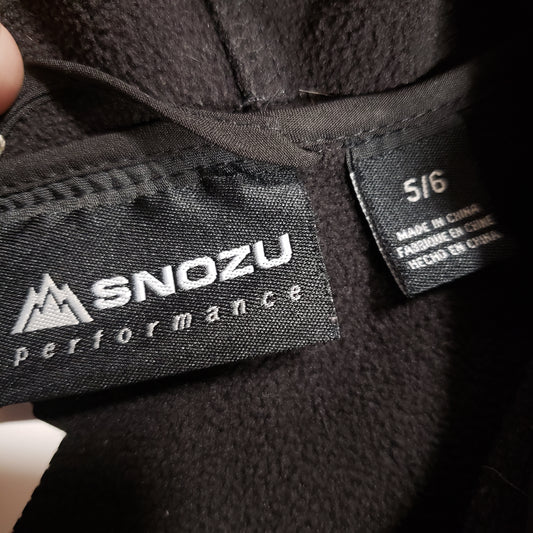 SNOZU
performance
5/6
MADE IN CHINA
FABRIQUÉ EN CHINE
HECHO EN CHINA